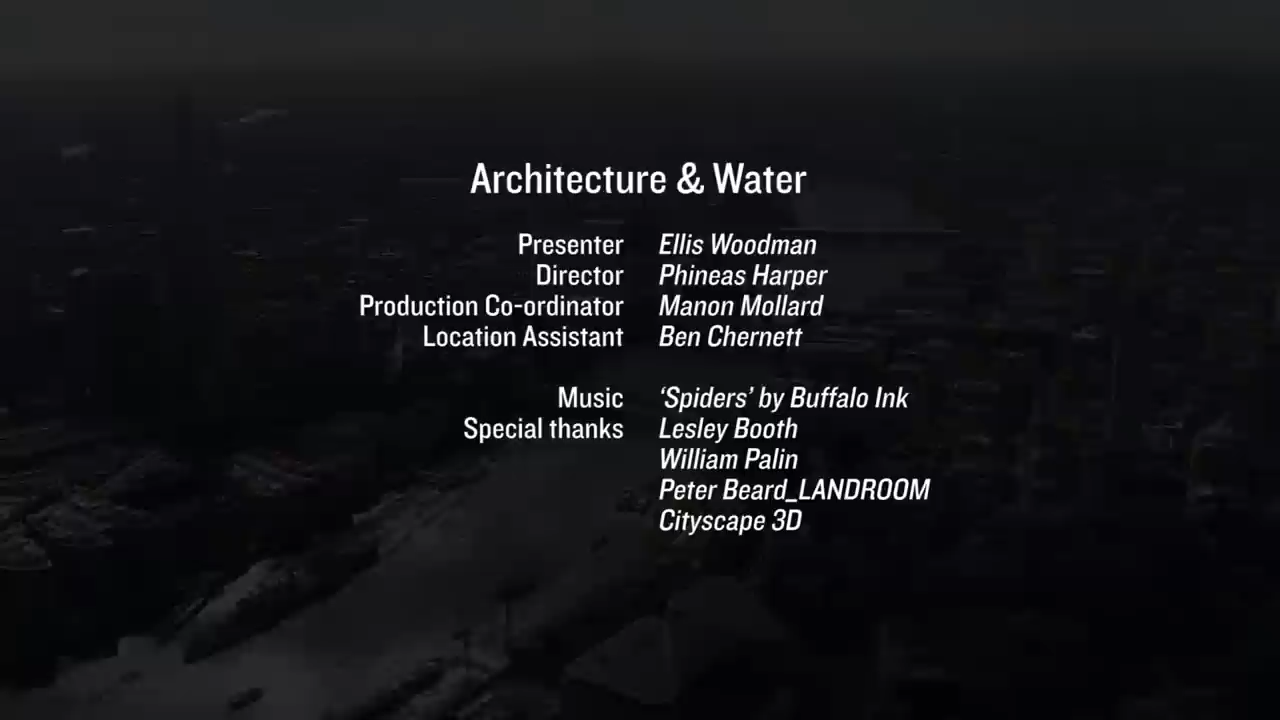 Architecture & Water
Presenter Ellis Woodman
Director Phineas Harper
Production Co-ordinator Manon Mollard
Location Assistant Ben Chernett
Music ‘Spiders’ by Buffalo Ink
Special thanks Lesley Booth
William Palin
Peter Beard_LANDROOM
Cityscape 3D